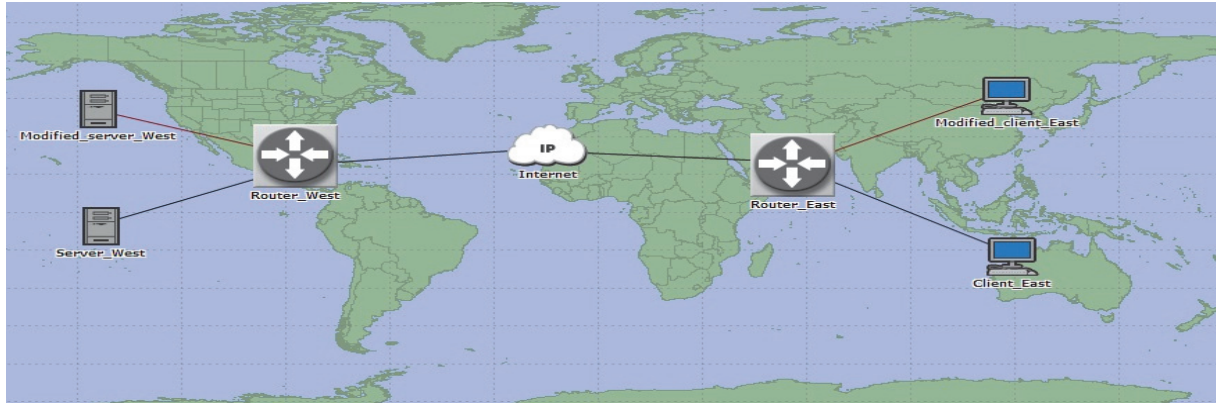 Modified_server_West
Router_West
Server_West
IP
Internet
Router_East
Modified_client_East
Client_East